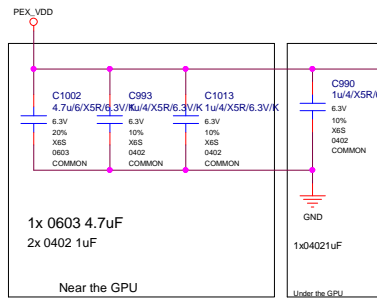 PEX_VDD
C1002
4.7u/6/X5R/6.3V/K
6.3V
20%
X6S
0603
COMMON
C993
1u/4/X5R/6.3V/K
6.3V
10%
X6S
0402
COMMON
C1013
1u/4/X5R/6.3V/K
6.3V
10%
X6S
0402
COMMON
C990
1u/4/X5R/6
6.3V
10%
X6S
0402
COMMON
GND
1x 0603 4.7uF
2x 0402 1uF
1x04021uF
Near the GPU
Under the GPU